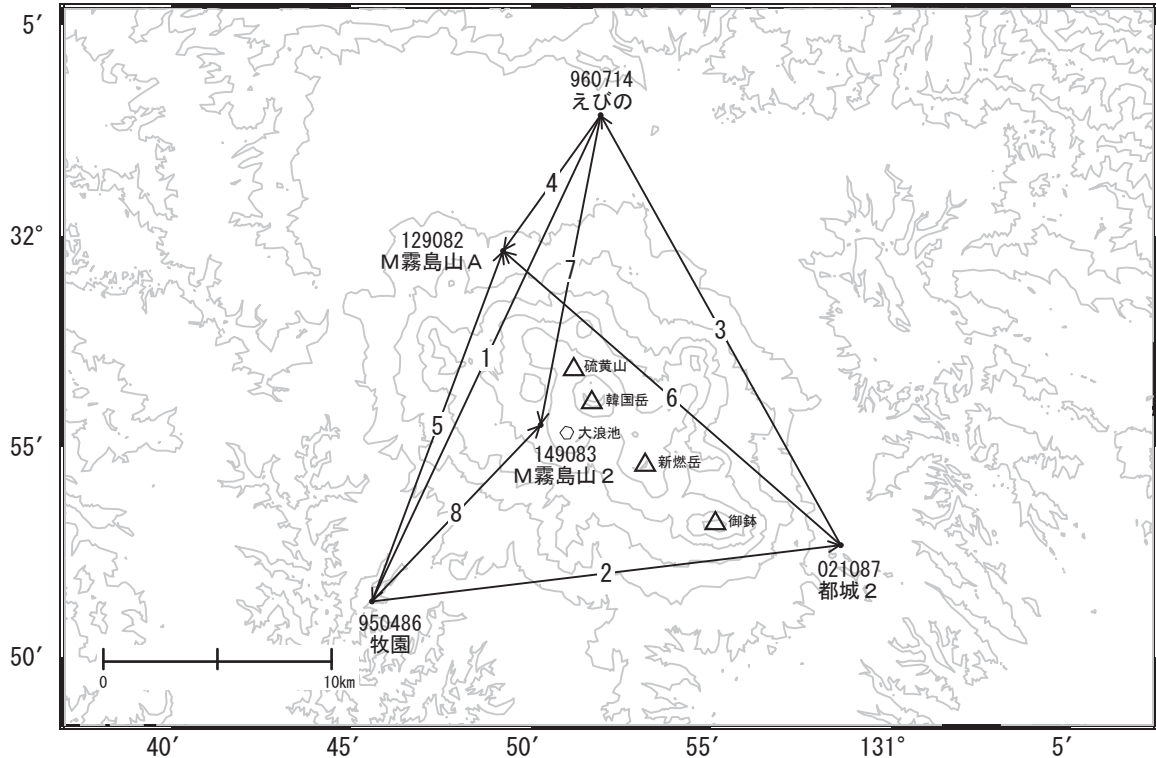 5′
960714
えびの
4
32°
129082
M霧島山A
7
3
1
硫黄山
韓国岳
6
5
大浪池
55′
149083
M霧島山2
新燃岳
8
御鉢
2
021087
都城2
950486
牧園
50′
0
10km
40′
45′
50′
55′
131°
5′